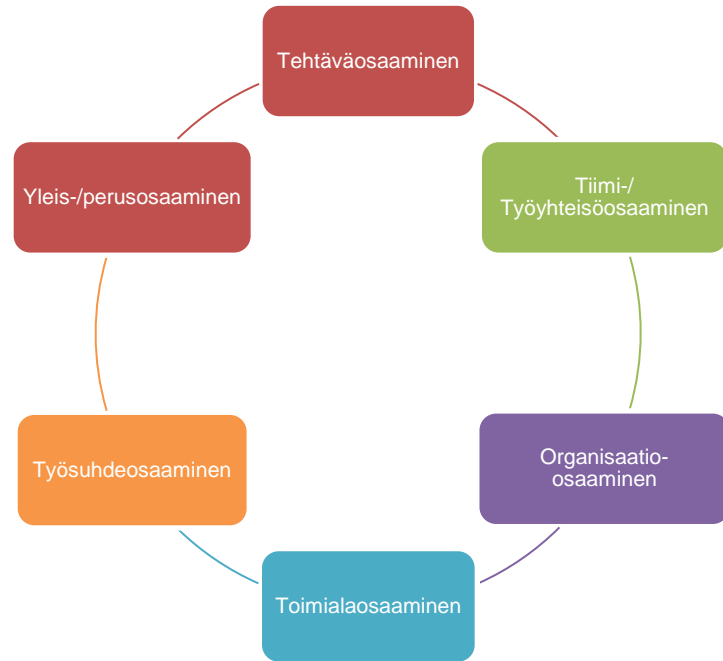 Tehtäväosaaminen
Tiimi-/
Työyhteisöosaaminen
Organisaatio-
osaaminen
Toimialaosaaminen
Työsuhdeosaaminen
Yleis-/perusosaaminen